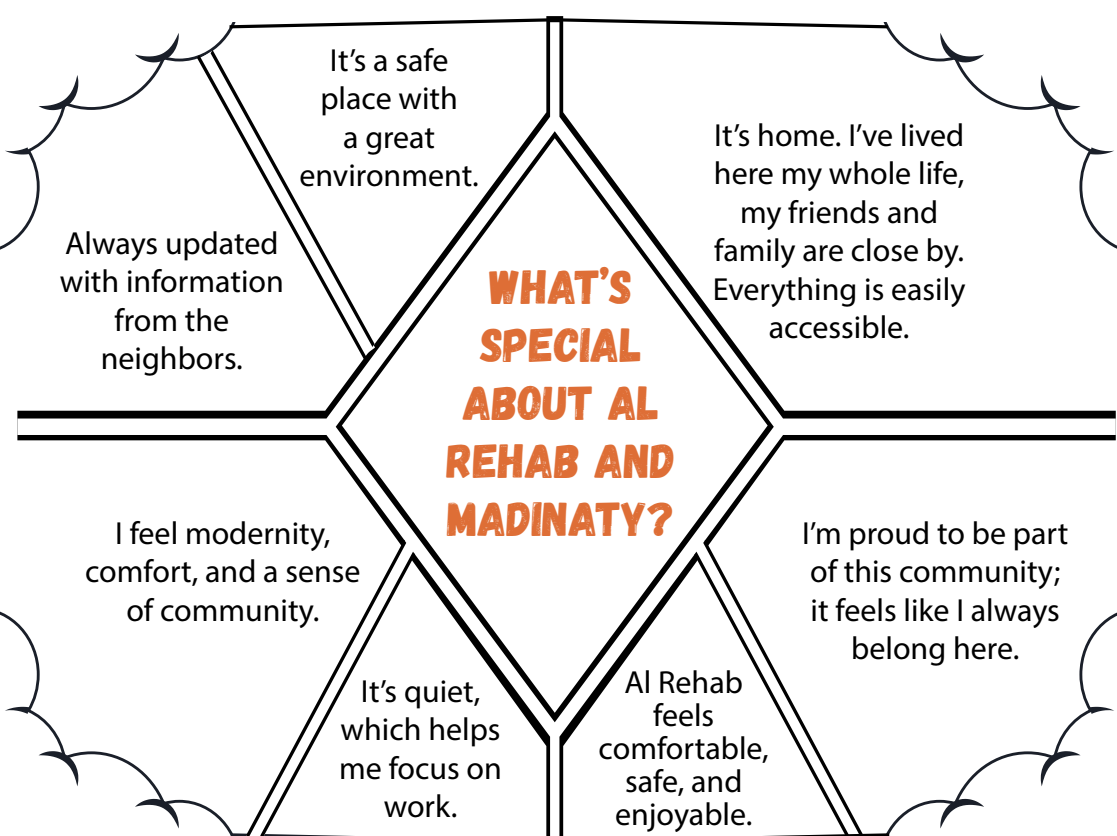 It’s a safe
place with
a great
environment.
It’s home. I’ve lived
here my whole life,
my friends and
family are close by.
Everything is easily
accessible.
Always updated
with information
from the
neighbors.
WHAT’S
SPECIAL
ABOUT AL
REHAB AND
MADINATY?
I feel modernity,
comfort, and a sense
of community.
I’m proud to be part
of this community;
it feels like I always
belong here.
It’s quiet,
which helps
me focus on
work.
Al Rehab
feels
comfortable,
safe, and
enjoyable.